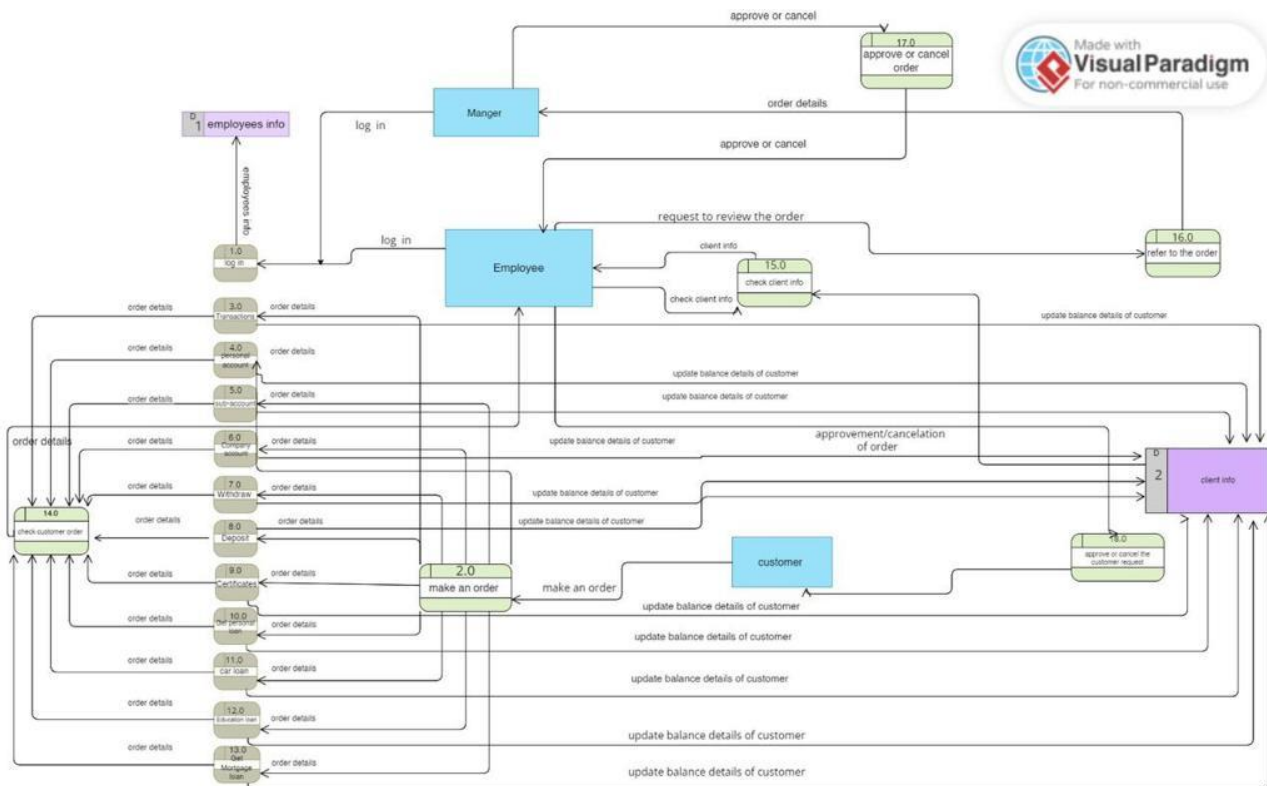 approve or cancel
Made with
Visual Paradigm
For non-commercial use
17.0
approve or cancel
order
Manger
order details
D
1
employees info
log in
approve or cancel
employees info
request to review the order
log in
client info
1.0
log in
Employee
15.0
check client info
16.0
refer to the order
check client info
order details
3.0
Transactions
order details
update balance details of customer
order details
4.0
personal
account
order details
update balance details of customer
order details
5.0
sub-account
order details
update balance details of customer
order details
order details
6.0
Company
account
order details
update balance details of customer
approvement/cancelation
of order
D
2
client info
order details
7.0
Withdraw
order details
update balance details of customer
14.0
check customer order
order details
8.0
Deposit
order details
update balance details of customer
18.0
approve or cancel the
customer request
customer
2.0
make an order
make an order
order details
9.0
Certificates
order details
update balance details of customer
order details
10.0
Get personal
loan
order details
update balance details of customer
order details
11.0
car loan
order details
update balance details of customer
order details
12.0
Education loan
order details
update balance details of customer
order details
13.0
Get
Mortgage
loan
order details
update balance details of customer